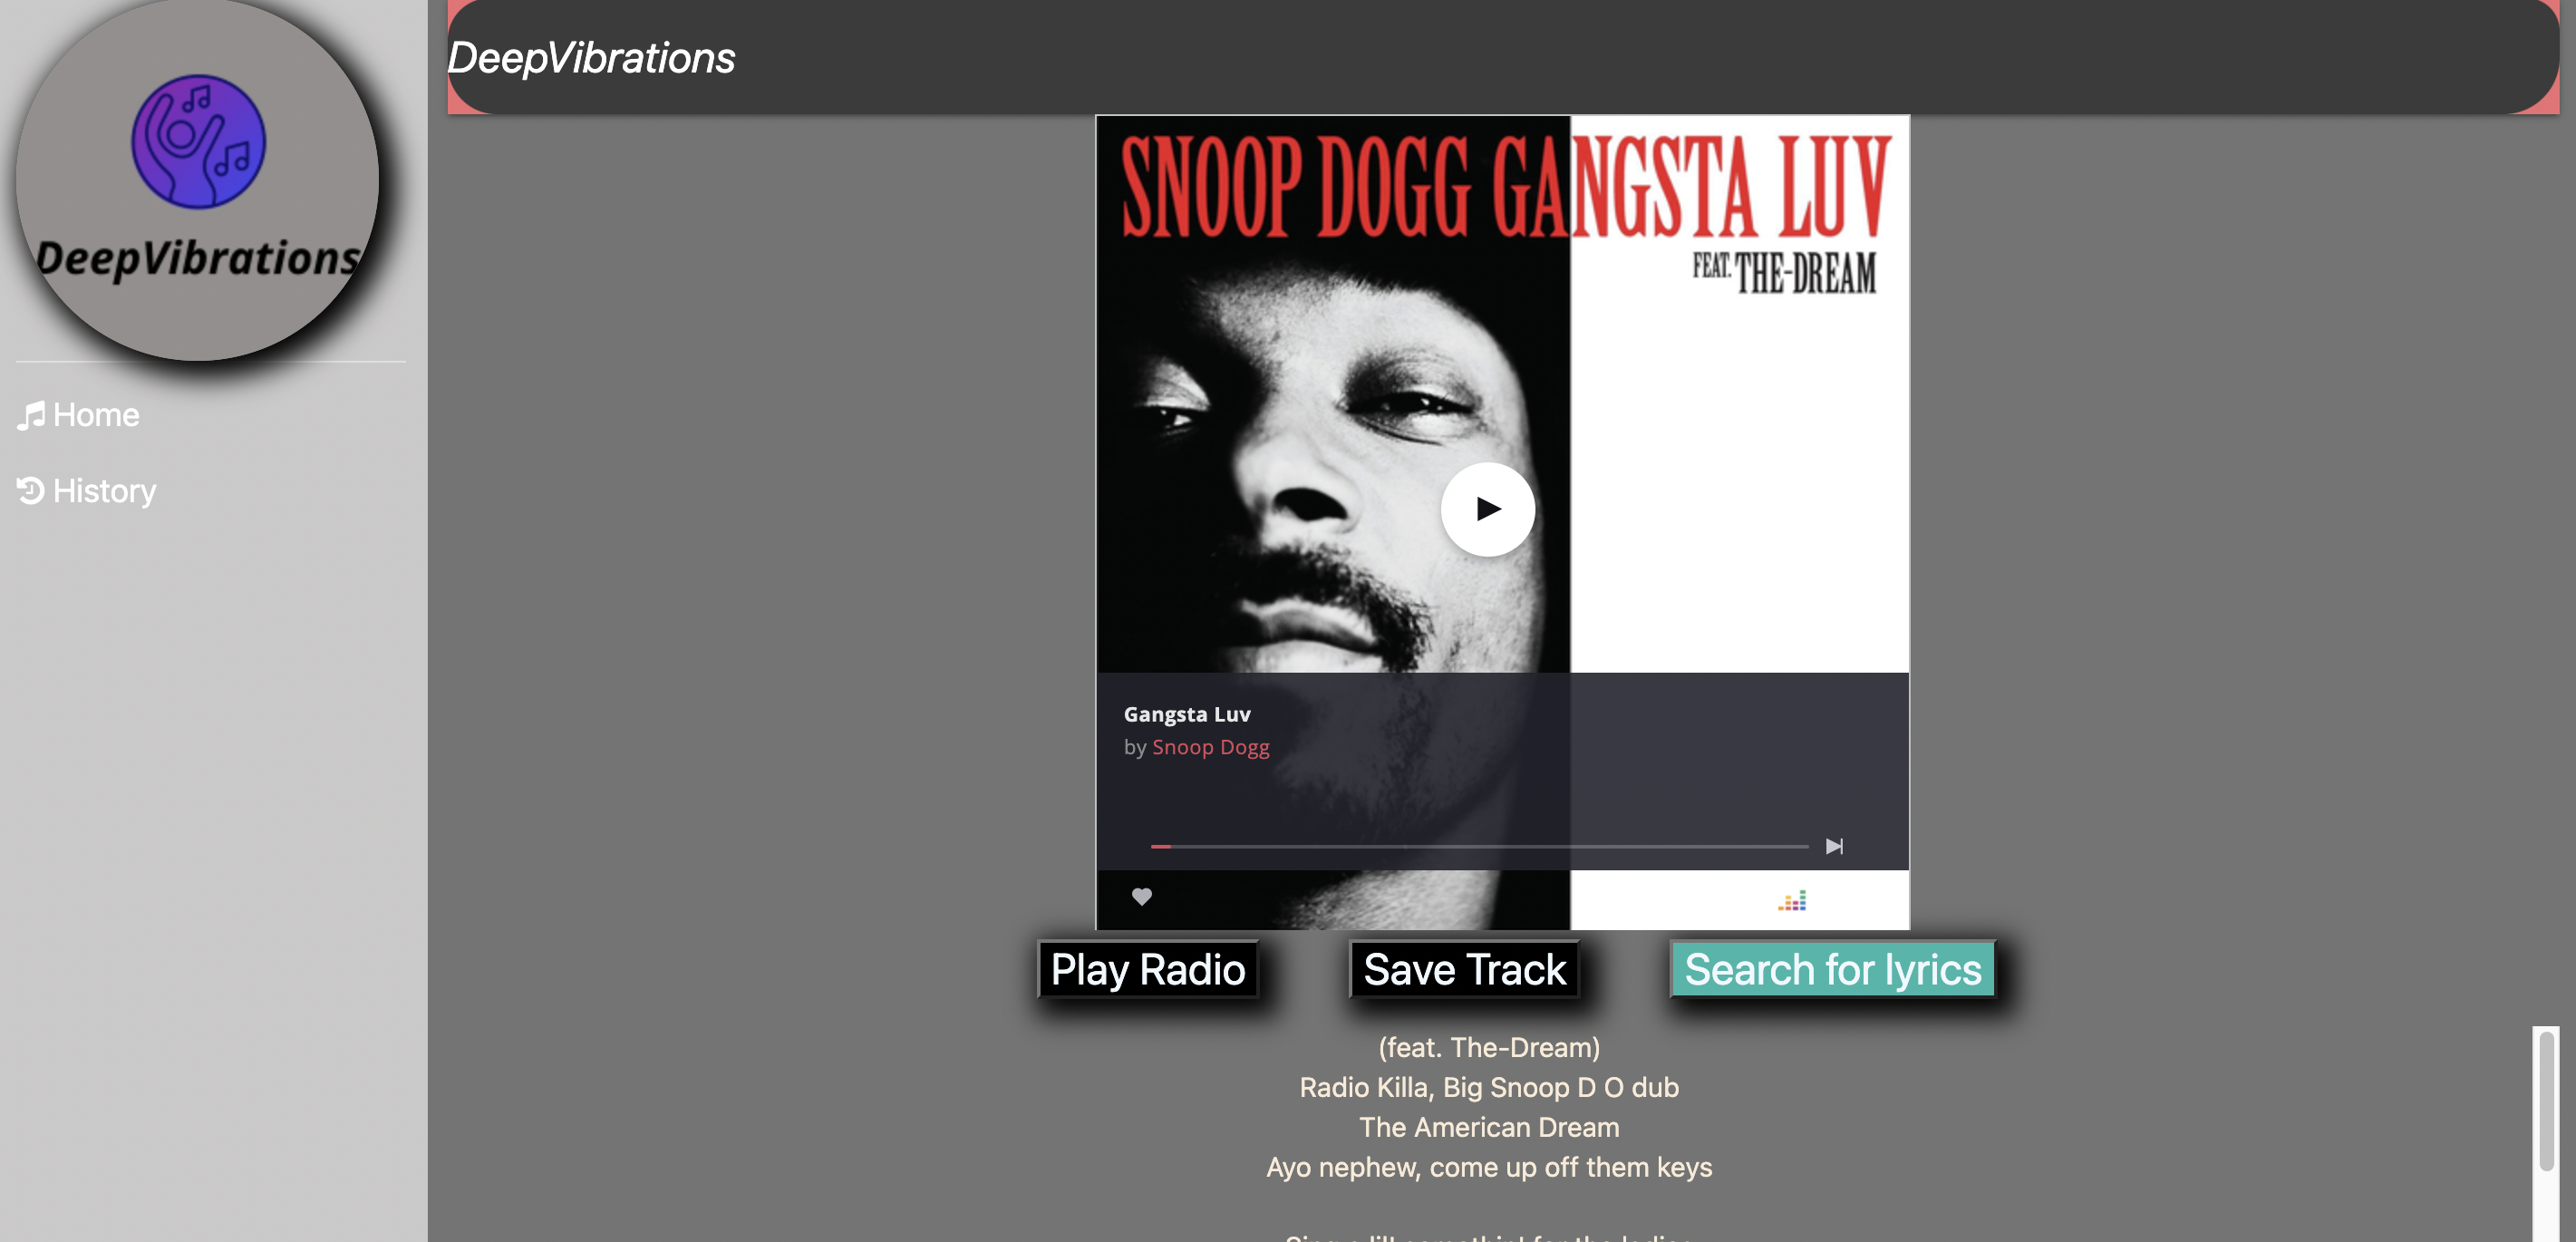 DeepVibrations
DeepVibrations
Home
History
SNOOP DOGG GANGSTA LUV
FEAT. THE-DREAM
Gangsta Luv
by Snoop Dogg
Play Radio
Save Track
Search for lyrics
(feat. The-Dream)
Radio Killa, Big Snoop D O dub
The American Dream
Ayo nephew, come up off them keys